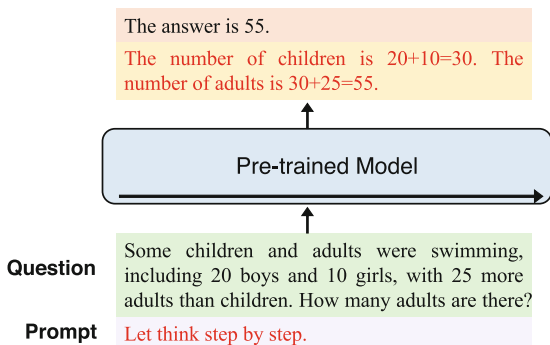 The answer is 55.
The number of children is 20+10=30. The
number of adults is 30+25=55.
Pre-trained Model
Question
Some children and adults were swimming,
including 20 boys and 10 girls, with 25 more
adults than children. How many adults are there?
Prompt
Let think step by step.